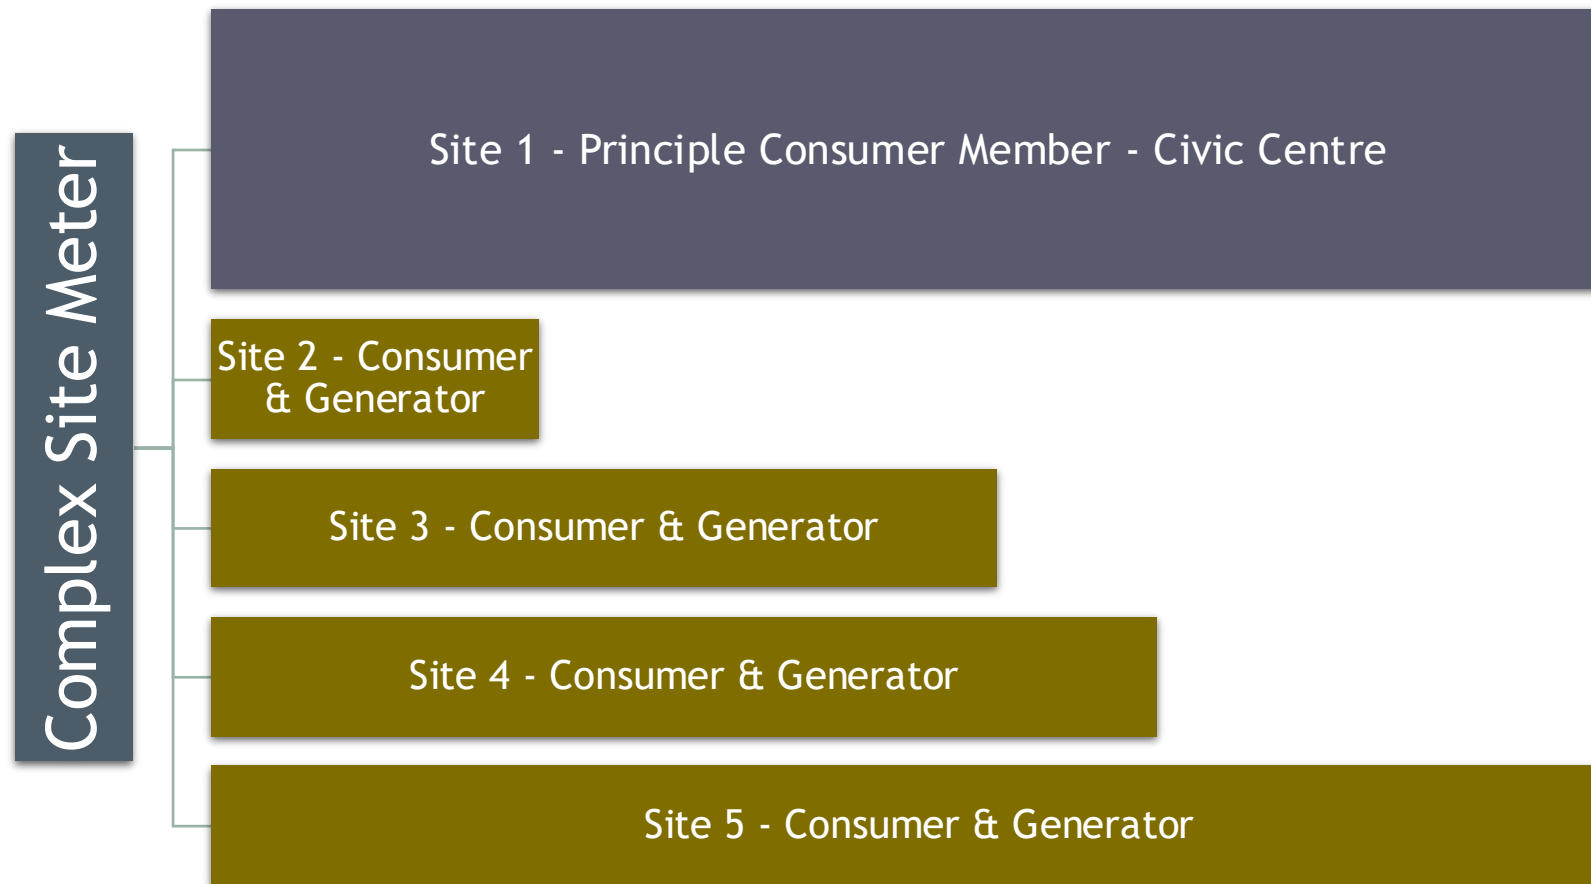 Complex Site Meter
Site 1 - Principle Consumer Member - Civic Centre
Site 2 - Consumer
& Generator
Site 3 - Consumer & Generator
Site 4 - Consumer & Generator
Site 5 - Consumer & Generator